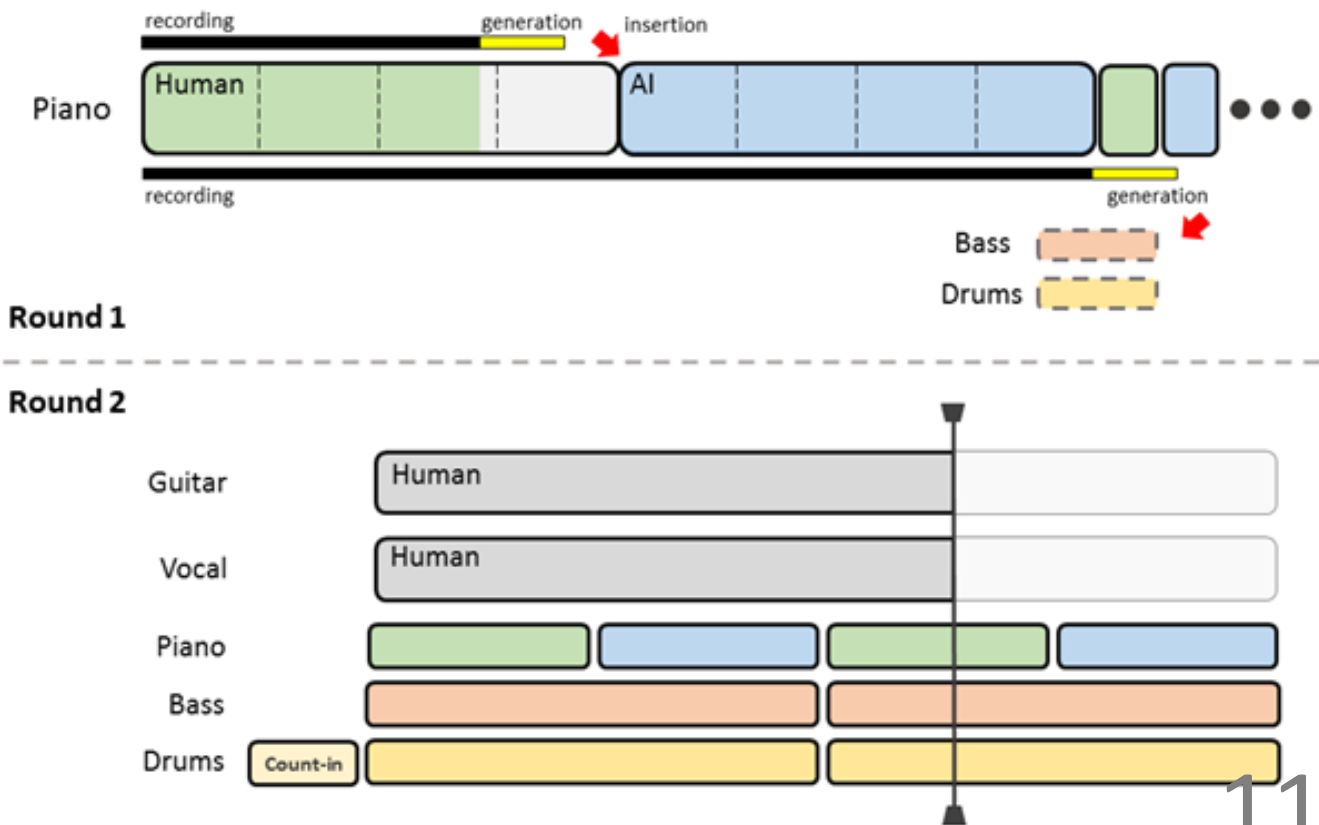 recording
generation
insertion
Piano
Human
AI
recording
generation
Bass
Drums
Round 1
Round 2
Guitar
Human
Vocal
Human
Piano
Bass
Drums
Count-in
11